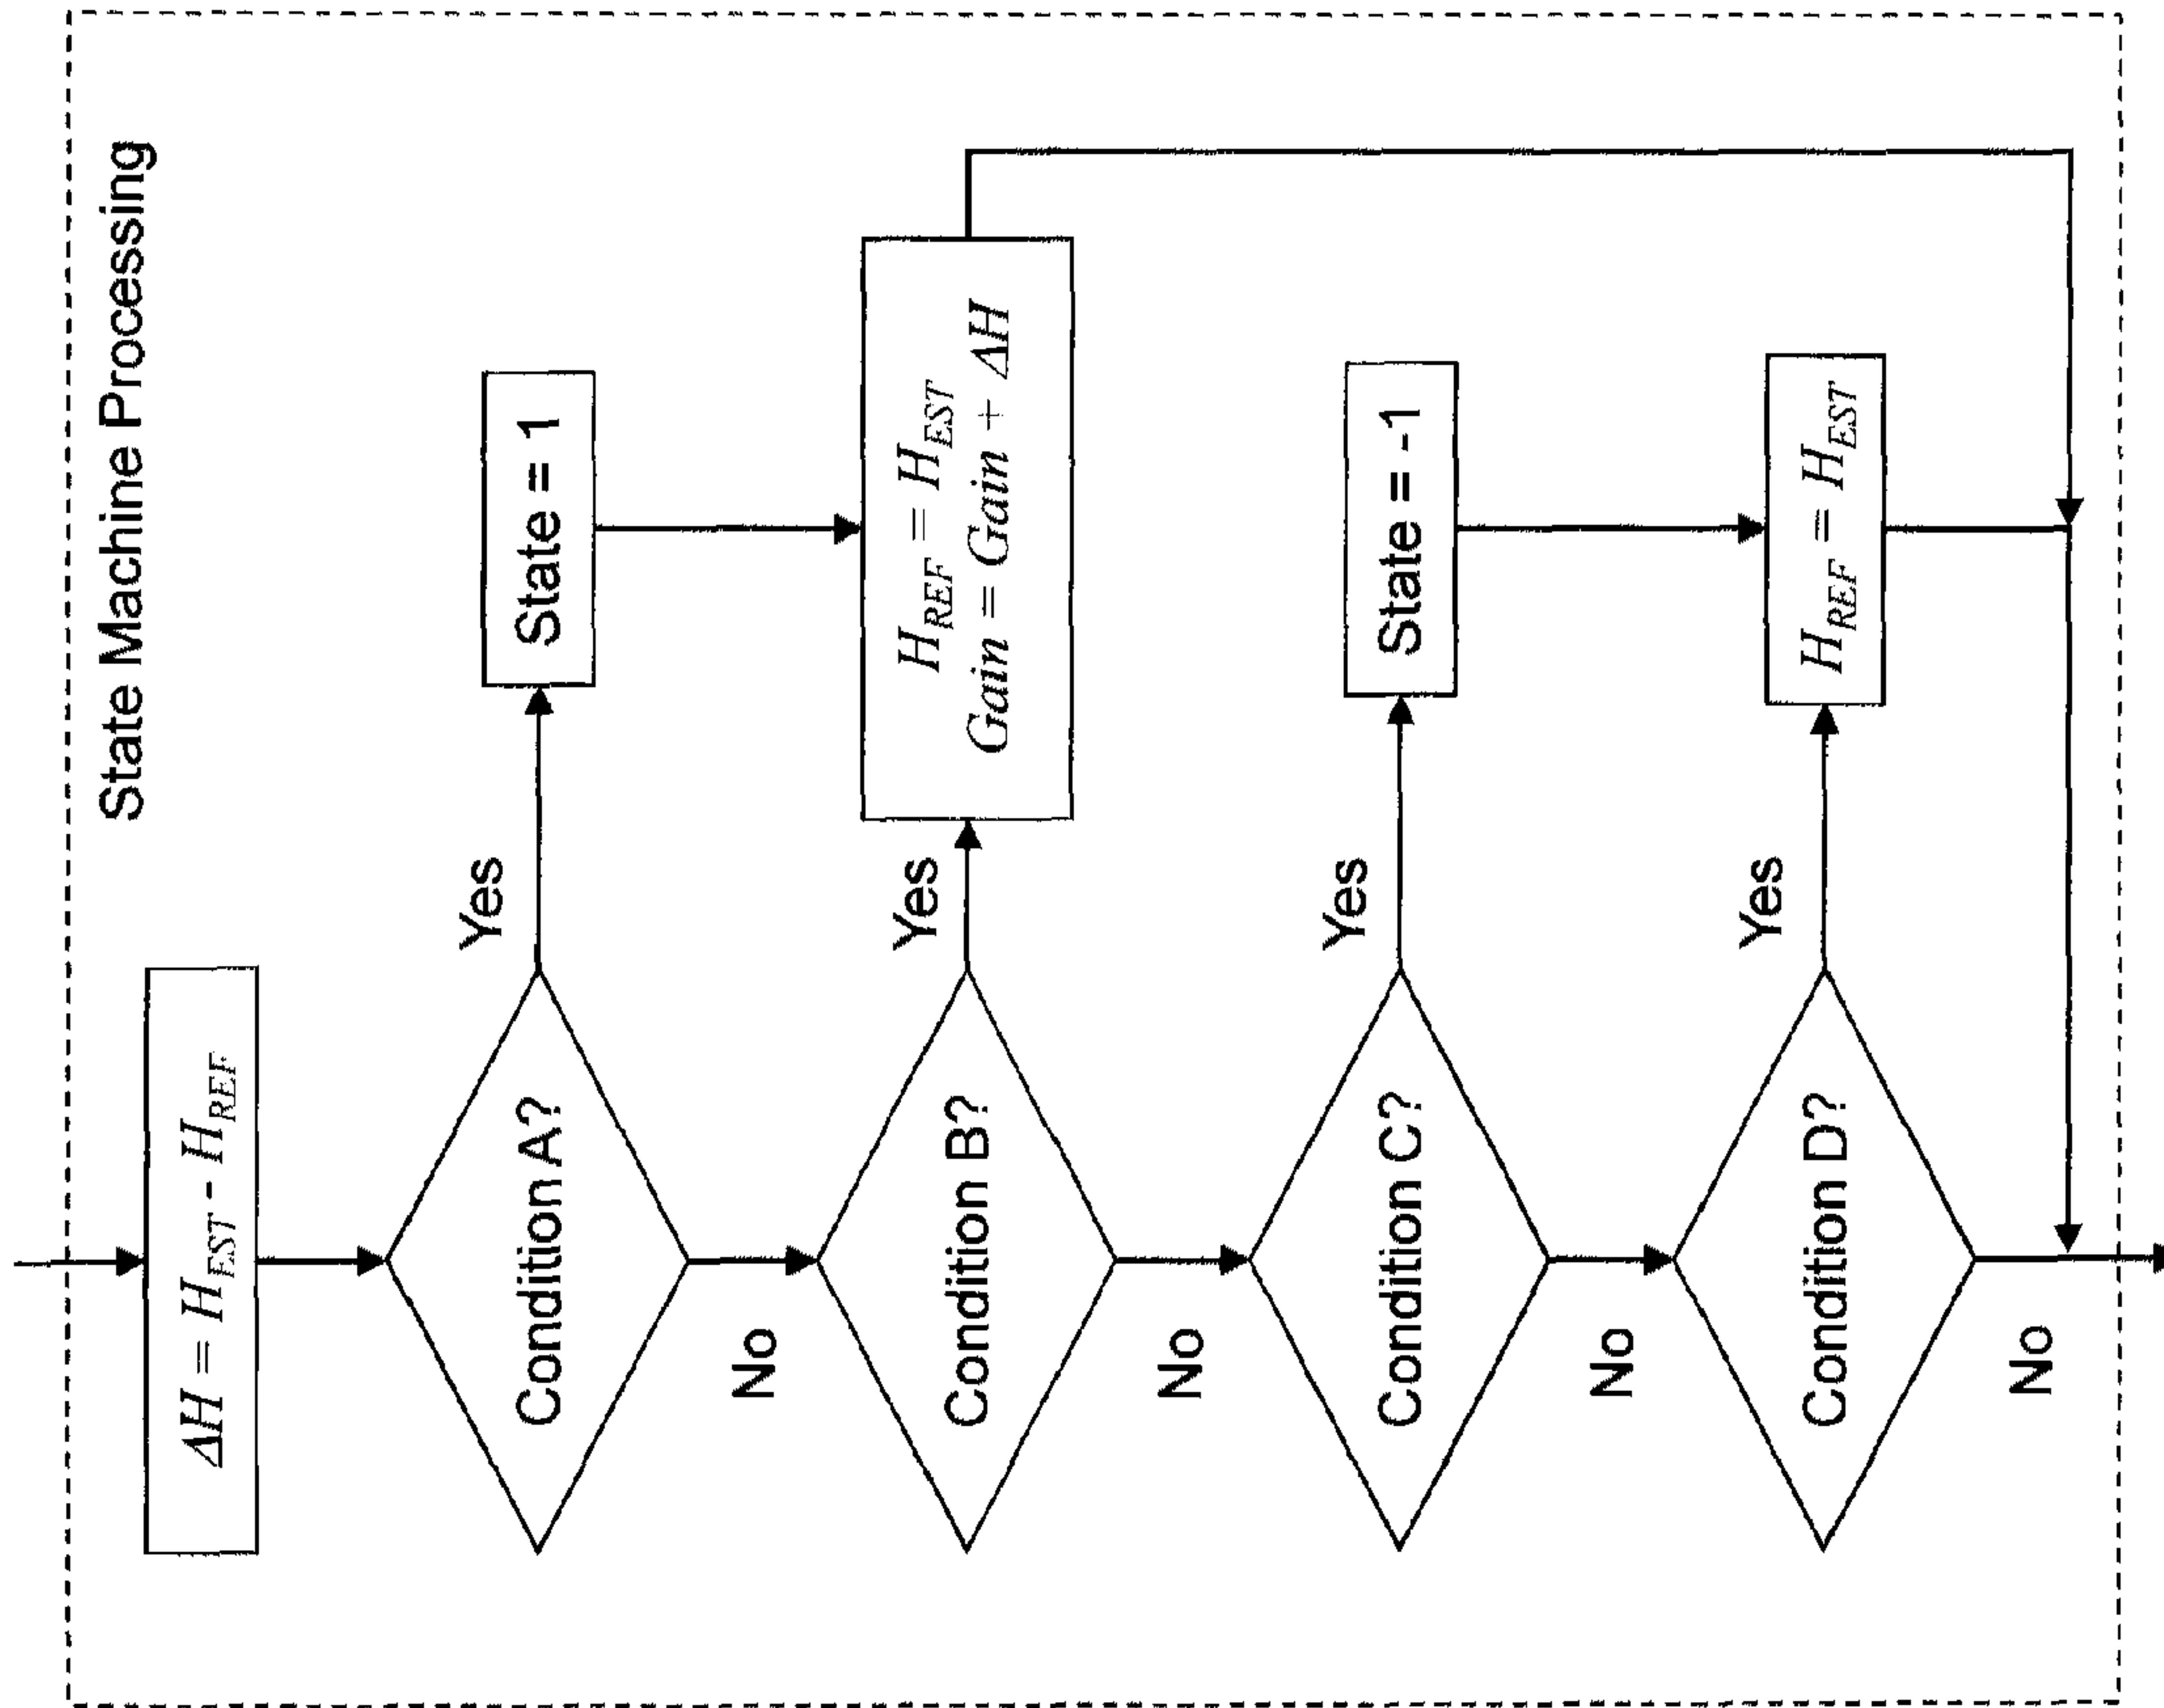 State Machine Processing
ΔH = H_EST - H_REF
Condition A?
Yes
State = 1
No
Condition B?
Yes
H_REF = H_EST
Gain = Gain + ΔH
No
Condition C?
Yes
State = -1
No
Condition D?
Yes
H_REF = H_EST
No